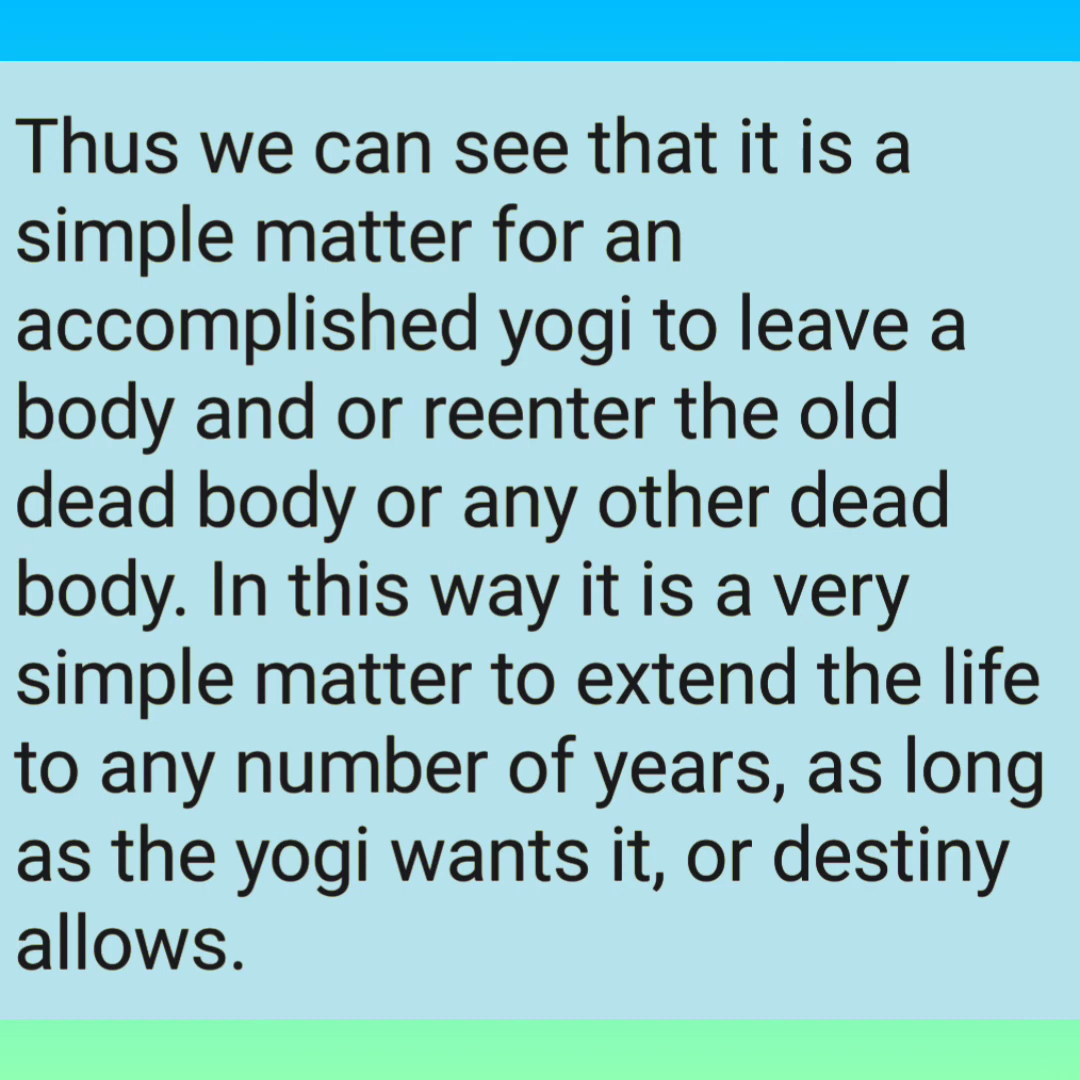 Thus we can see that it is a
simple matter for an
accomplished yogi to leave a
body and or reenter the old
dead body or any other dead
body. In this way it is a very
simple matter to extend the life
to any number of years, as long
as the yogi wants it, or destiny
allows.